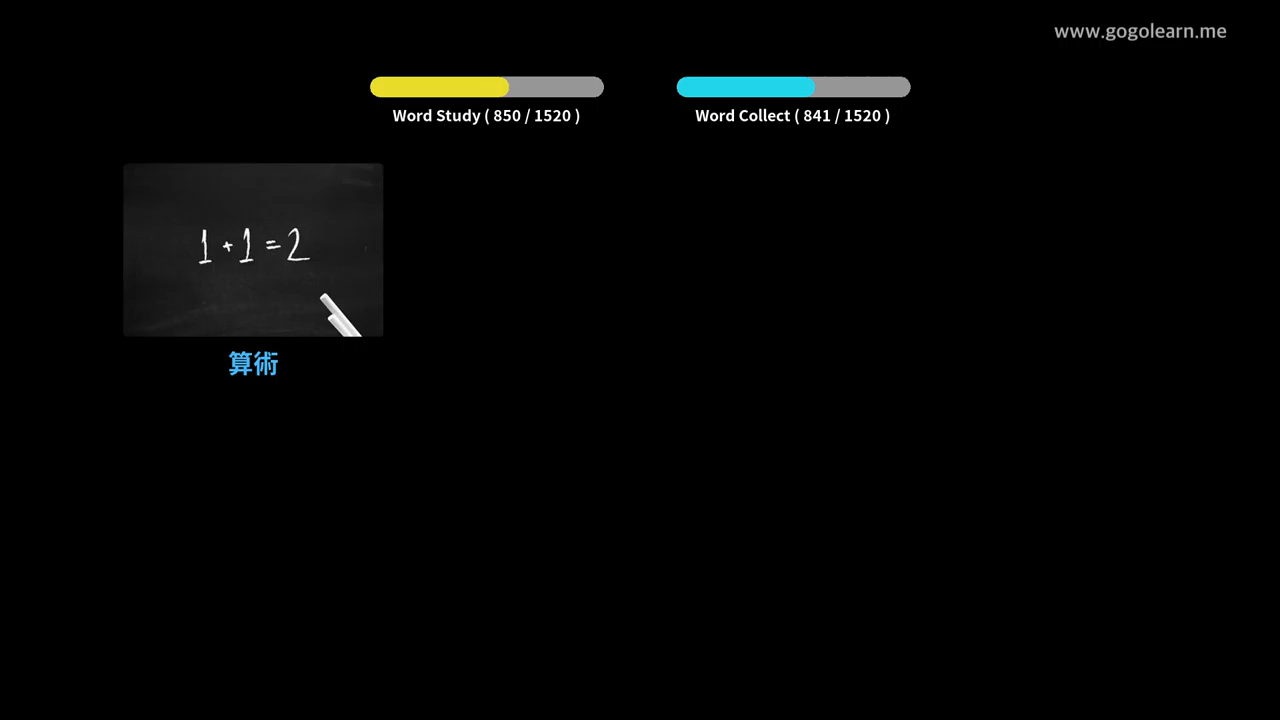 www.gogolearn.me
Word Study ( 850 / 1520 )
Word Collect ( 841 / 1520 )
1 + 1 = 2
算術